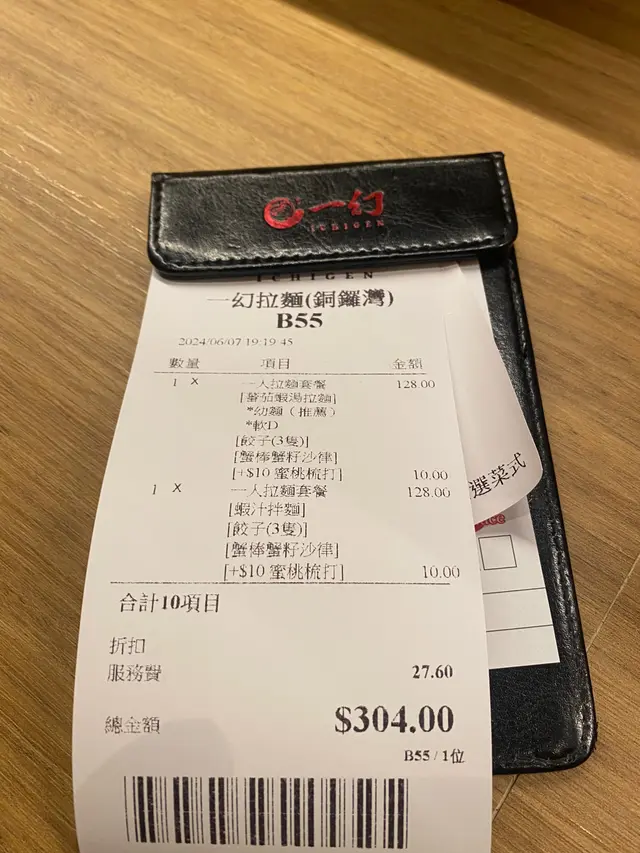 一幻
ICHIGEN
ICHIGEN
一幻拉麵(銅鑼灣)
B55
2024/06/07 19:19:45
數量 項目 金額
1 X 一人拉麵套餐 128.00
[蕃茄蝦湯拉麵]
*幼麵（推薦）
*軟D
[餃子(3隻)]
[蟹棒蟹籽沙律]
[+$10 蜜桃梳打] 10.00
1 X 一人拉麵套餐 128.00
[蝦汁拌麵]
[餃子(3隻)]
[蟹棒蟹籽沙律]
[+$10 蜜桃梳打] 10.00
合計10項目
折扣
服務費 27.60
總金額 $304.00
B55 / 1位
選菜式